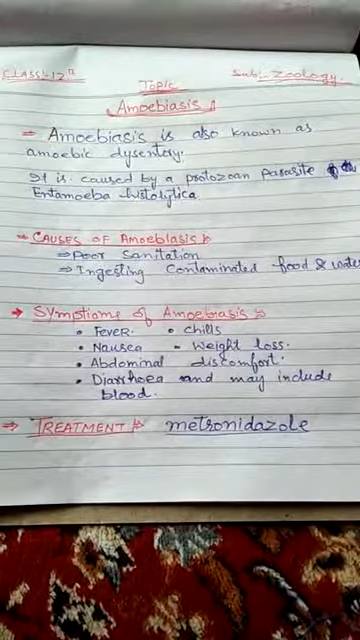 CLASS:-12th
Sub:- Zoology.
Topic
Amoebiasis
⇒ Amoebiasis is also known as
amoebic dysentery.
It is caused by a protozoan parasite
Entamoeba histolytica
→ CAUSES OF Amoebiasis
⇒ Poor Sanitation
⇒ Ingesting Contaminated food & water
→ Symptioms of Amoebiasis
• Fever. • Chills
• Nausea • Weight loss.
• Abdominal discomfort.
• Diarrhoea and may include
blood.
⇒ TREATMENT metronidazole